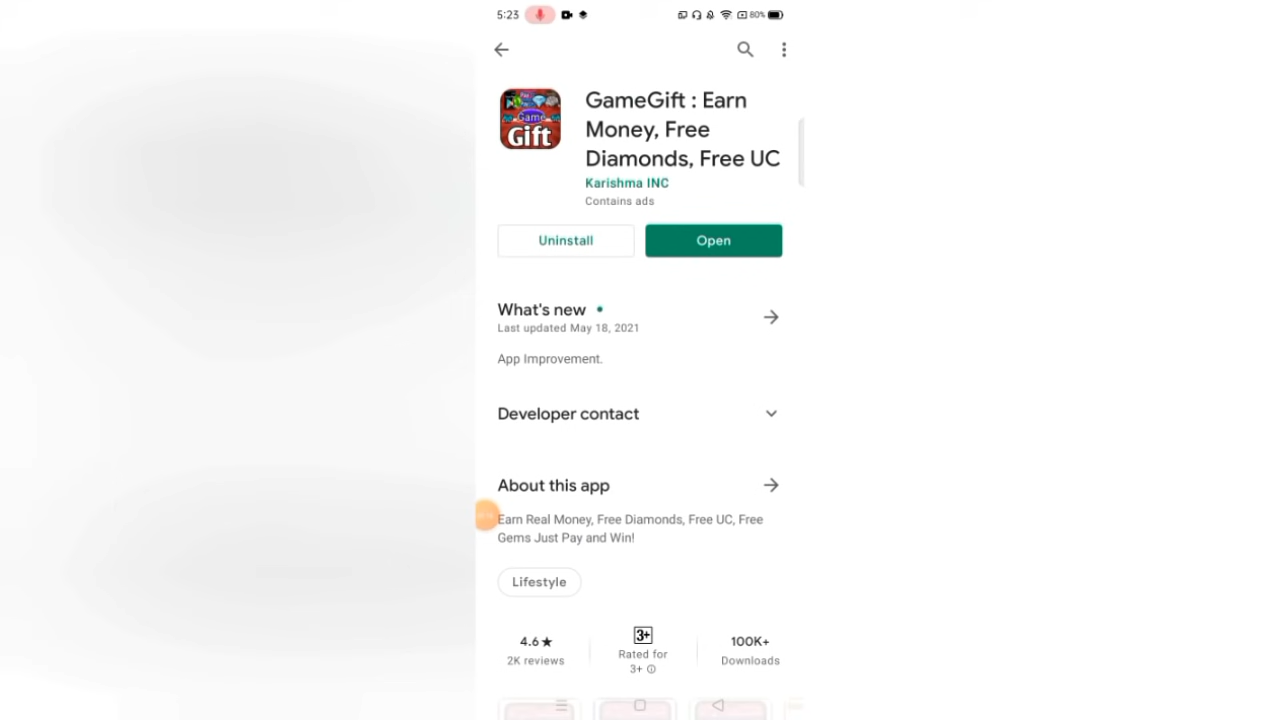 5:23
80%
Game
Gift
GameGift : Earn
Money, Free
Diamonds, Free UC
Karishma INC
Contains ads
Uninstall
Open
What's new
Last updated May 18, 2021
App Improvement.
Developer contact
About this app
Earn Real Money, Free Diamonds, Free UC, Free
Gems Just Pay and Win!
Lifestyle
4.6★
2K reviews
3+
Rated for
3+
100K+
Downloads